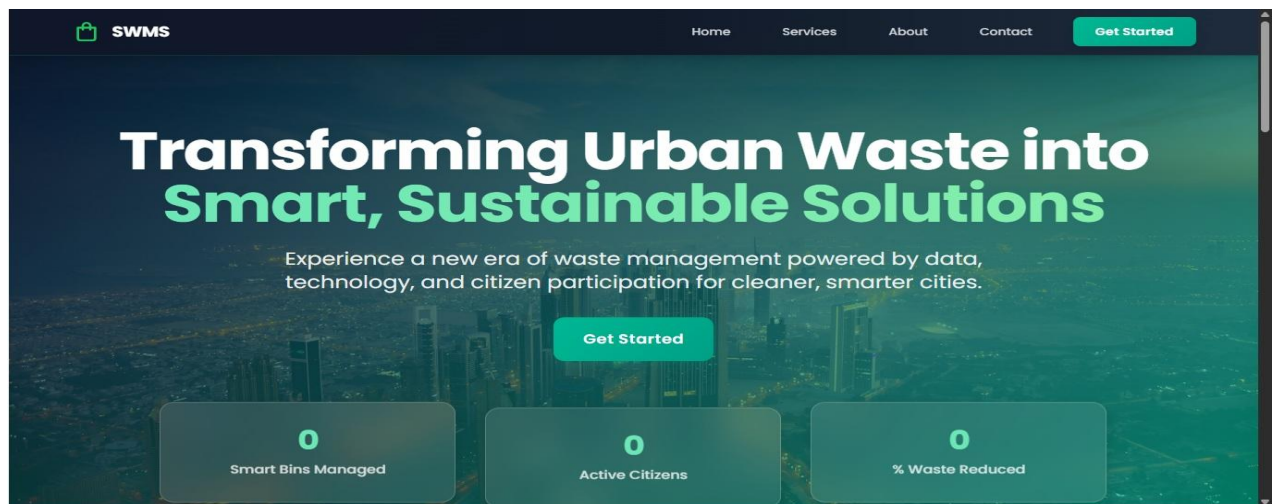 SWMS
Home
Services
About
Contact
Get Started
Transforming Urban Waste into
Smart, Sustainable Solutions
Experience a new era of waste management powered by data,
technology, and citizen participation for cleaner, smarter cities.
Get Started
0
Smart Bins Managed
0
Active Citizens
0
% Waste Reduced